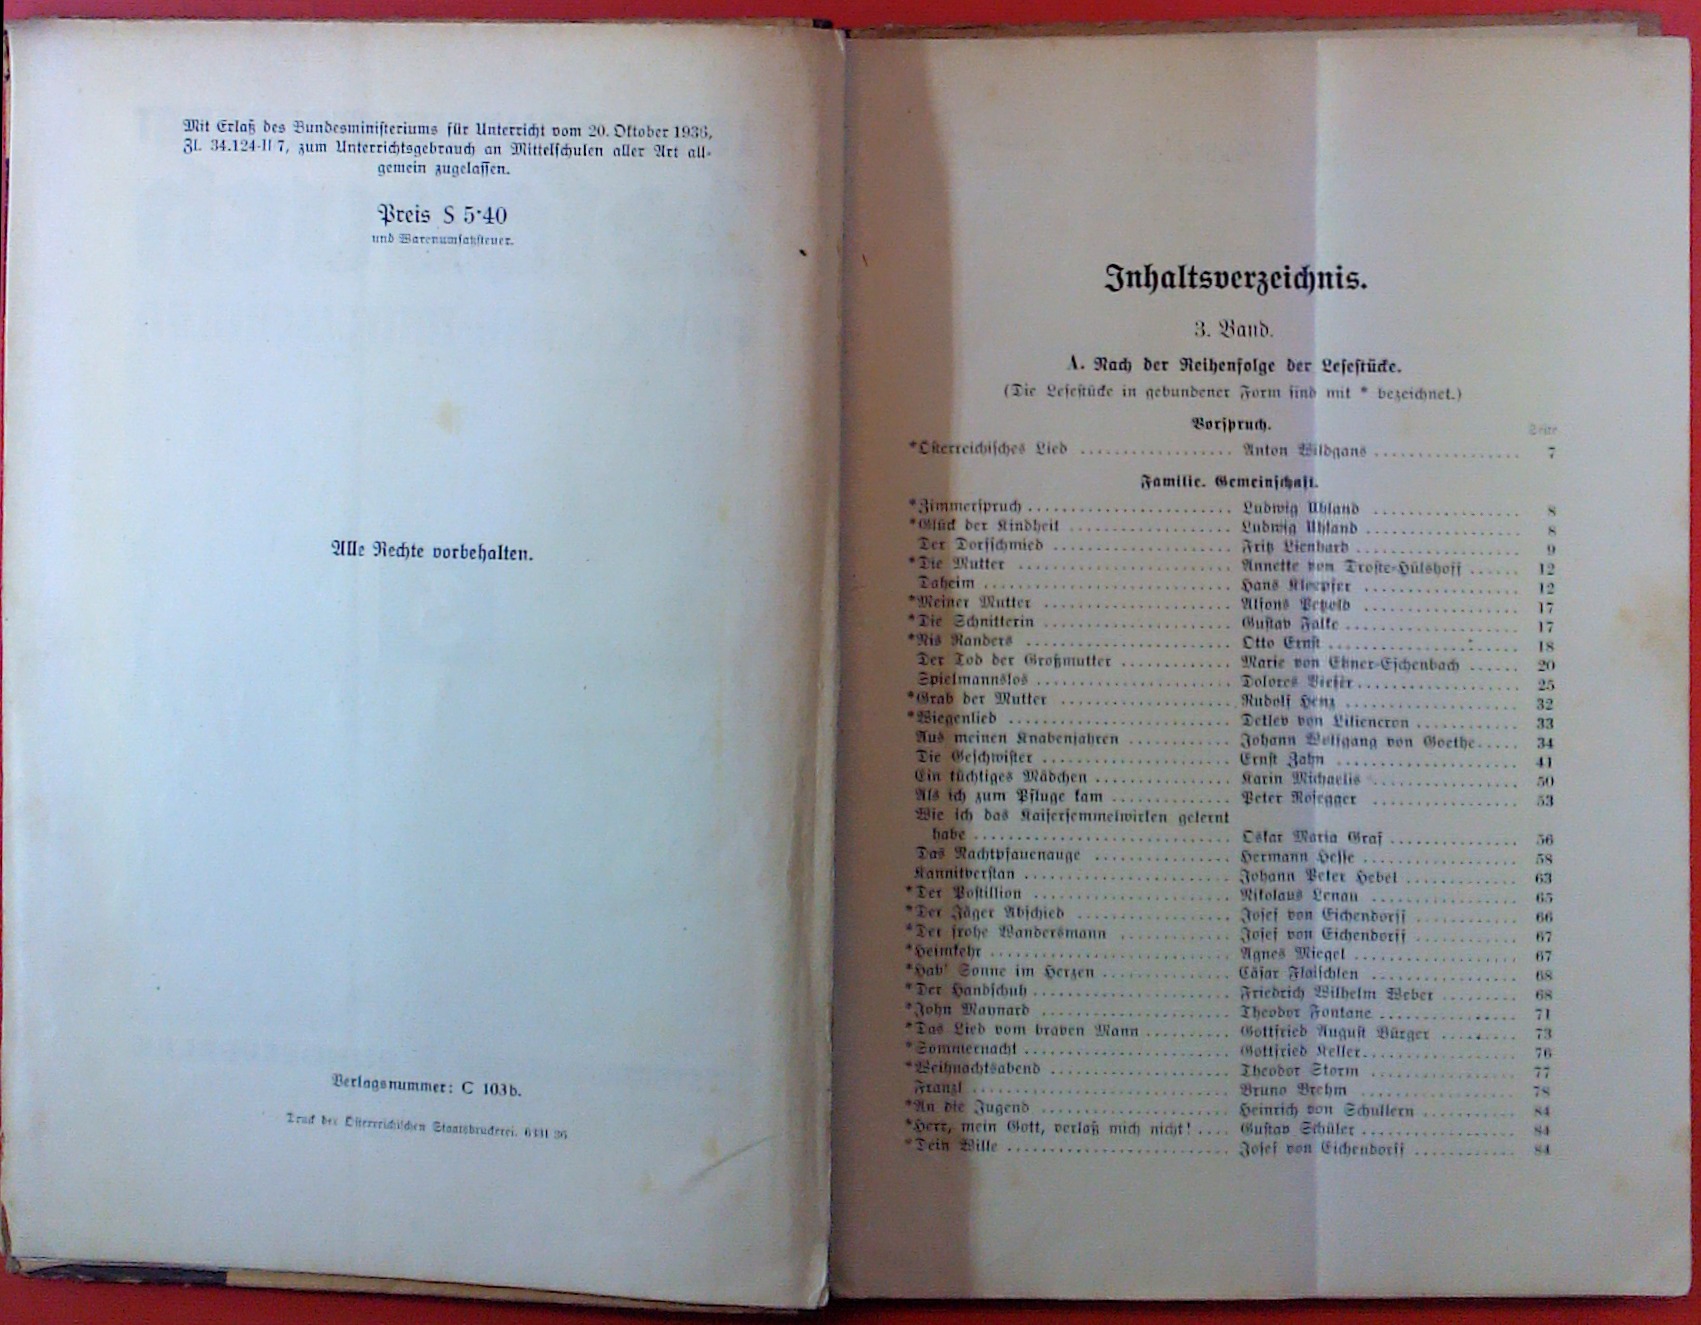 Mit Erlaß des Bundesministeriums für Unterricht vom 20. Oktober 1936,
Zl. 34.124-II 7, zum Unterrichtsgebrauch an Mittelschulen aller Art all-
gemein zugelassen.
Preis S 5·40
und Warenumsatzsteuer.
Alle Rechte vorbehalten.
Verlagsnummer: C 103b.
Druck der Österreichischen Staatsdruckerei. 36
Inhaltsverzeichnis.
3. Band.
A. Nach der Reihenfolge der Lesestücke.
(Die Lesestücke in gebundener Form sind mit * bezeichnet.)
Vorspruch.
Seite
*Österreichisches Lied .................. Anton Wildgans ................. 7
Familie. Gemeinschaft.
*Zimmerspruch ........................ Ludwig Uhland ................ 8
*Glück der Kindheit ................... Ludwig Uhland ................. 8
Der Dorfschmied ..................... Fritz Lienhard .................. 9
*Die Mutter ......................... Annette von Droste-Hülshoff ...... 12
Daheim ............................. Hans Kloepfer ................. 12
*Meiner Mutter ...................... Alfons Petzold ................. 17
*Die Schnitterin ...................... Gustav Falke ................... 17
*Nis Randers ........................ Otto Ernst ..................... 18
Der Tod der Großmutter ............. Marie von Ebner-Eschenbach ...... 20
Spielmannslos ....................... Dolores Vieser .................. 25
*Grab der Mutter .................... Rudolf Henz ................... 32
*Wiegenlied .......................... Detlev von Liliencron ............ 33
Aus meinen Knabenjahren ............ Johann Wolfgang von Goethe ..... 34
Die Geschwister ..................... Ernst Zahn .................... 41
Ein tüchtiges Mädchen ................ Karin Michaelis ................ 50
Als ich zum Pfluge kam .............. Peter Rosegger ................. 53
Wie ich das Kaisersemmelwirken gelernt
habe ............................. Oskar Maria Graf .............. 56
Das Nachtpfauenauge ................ Hermann Hesse ................. 58
Kannitverstan ........................ Johann Peter Hebel ............. 63
*Der Postillion ....................... Nikolaus Lenau ................ 65
*Der Jäger Abschied .................. Josef von Eichendorff ............ 66
*Der frohe Wandersmann ............. Josef von Eichendorff ............ 67
*Heimkehr ........................... Agnes Miegel .................. 67
*Hab' Sonne im Herzen ............... Cäsar Flaischlen ................ 68
*Der Handschuh ...................... Friedrich Wilhelm Weber ......... 68
*John Maynard ...................... Theodor Fontane ............... 71
*Das Lied vom braven Mann .......... Gottfried August Bürger ......... 73
*Sommernacht ....................... Gottfried Keller ................. 76
*Weihnachtsabend .................... Theodor Storm ................ 77
Franzl .............................. Bruno Brehm .................. 78
*An die Jugend ...................... Heinrich von Schullern ........... 84
*Herr, mein Gott, verlaß mich nicht! .... Gustav Schüler ................. 84
*Dein Wille .......................... Josef von Eichendorff ............ 84